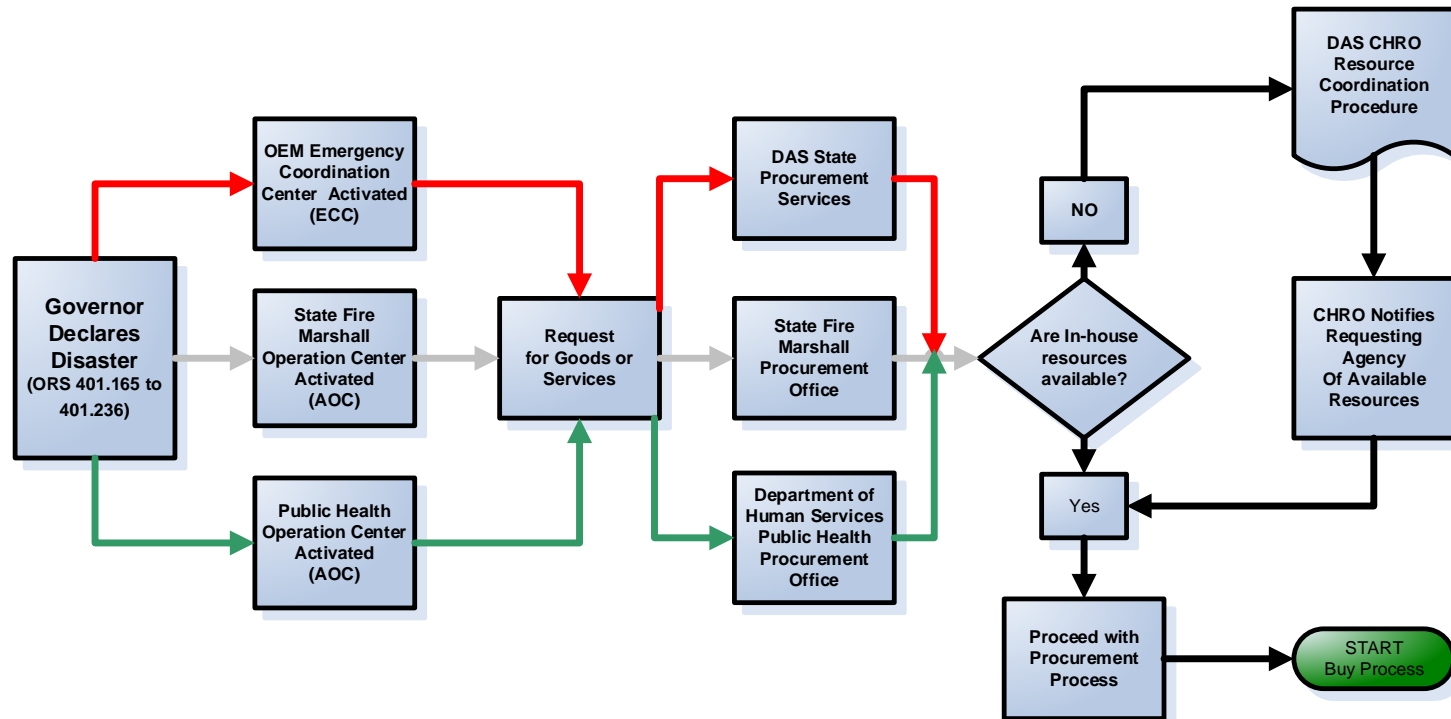 Governor
Declares
Disaster
(ORS 401.165 to
401.236)
OEM Emergency
Coordination
Center Activated
(ECC)
State Fire
Marshall
Operation Center
Activated
(AOC)
Public Health
Operation Center
Activated
(AOC)
Request
for Goods or
Services
DAS State
Procurement
Services
State Fire
Marshall
Procurement
Office
Department of
Human Services
Public Health
Procurement
Office
Are In-house
resources
available?
NO
DAS CHRO
Resource
Coordination
Procedure
CHRO Notifies
Requesting
Agency
Of Available
Resources
Yes
Proceed with
Procurement
Process
START
Buy Process